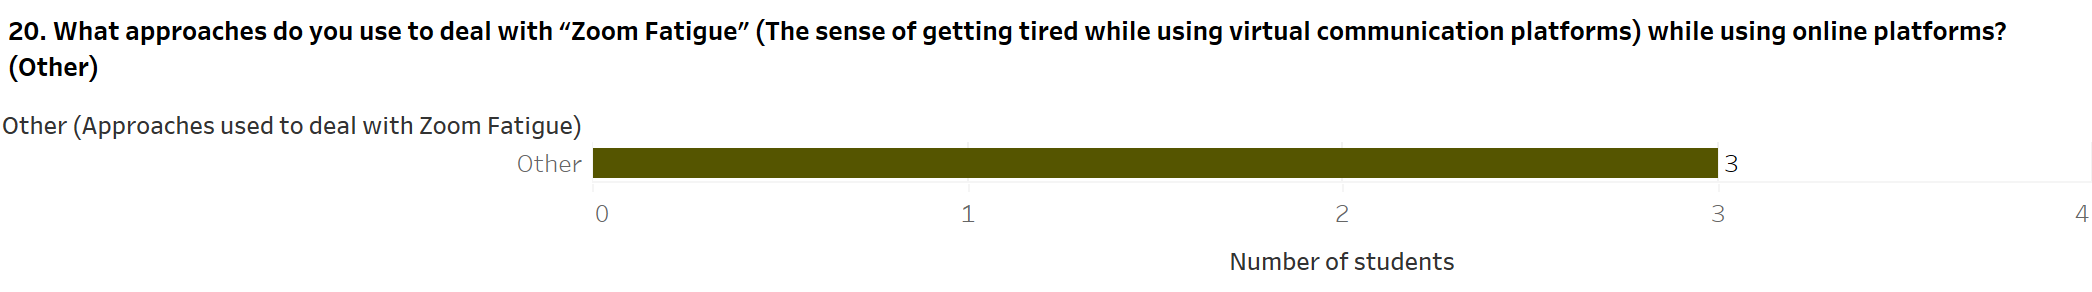 20. What approaches do you use to deal with “Zoom Fatigue” (The sense of getting tired while using virtual communication platforms) while using online platforms?
(Other)
Other (Approaches used to deal with Zoom Fatigue)
Other 3
0 1 2 3 4
Number of students